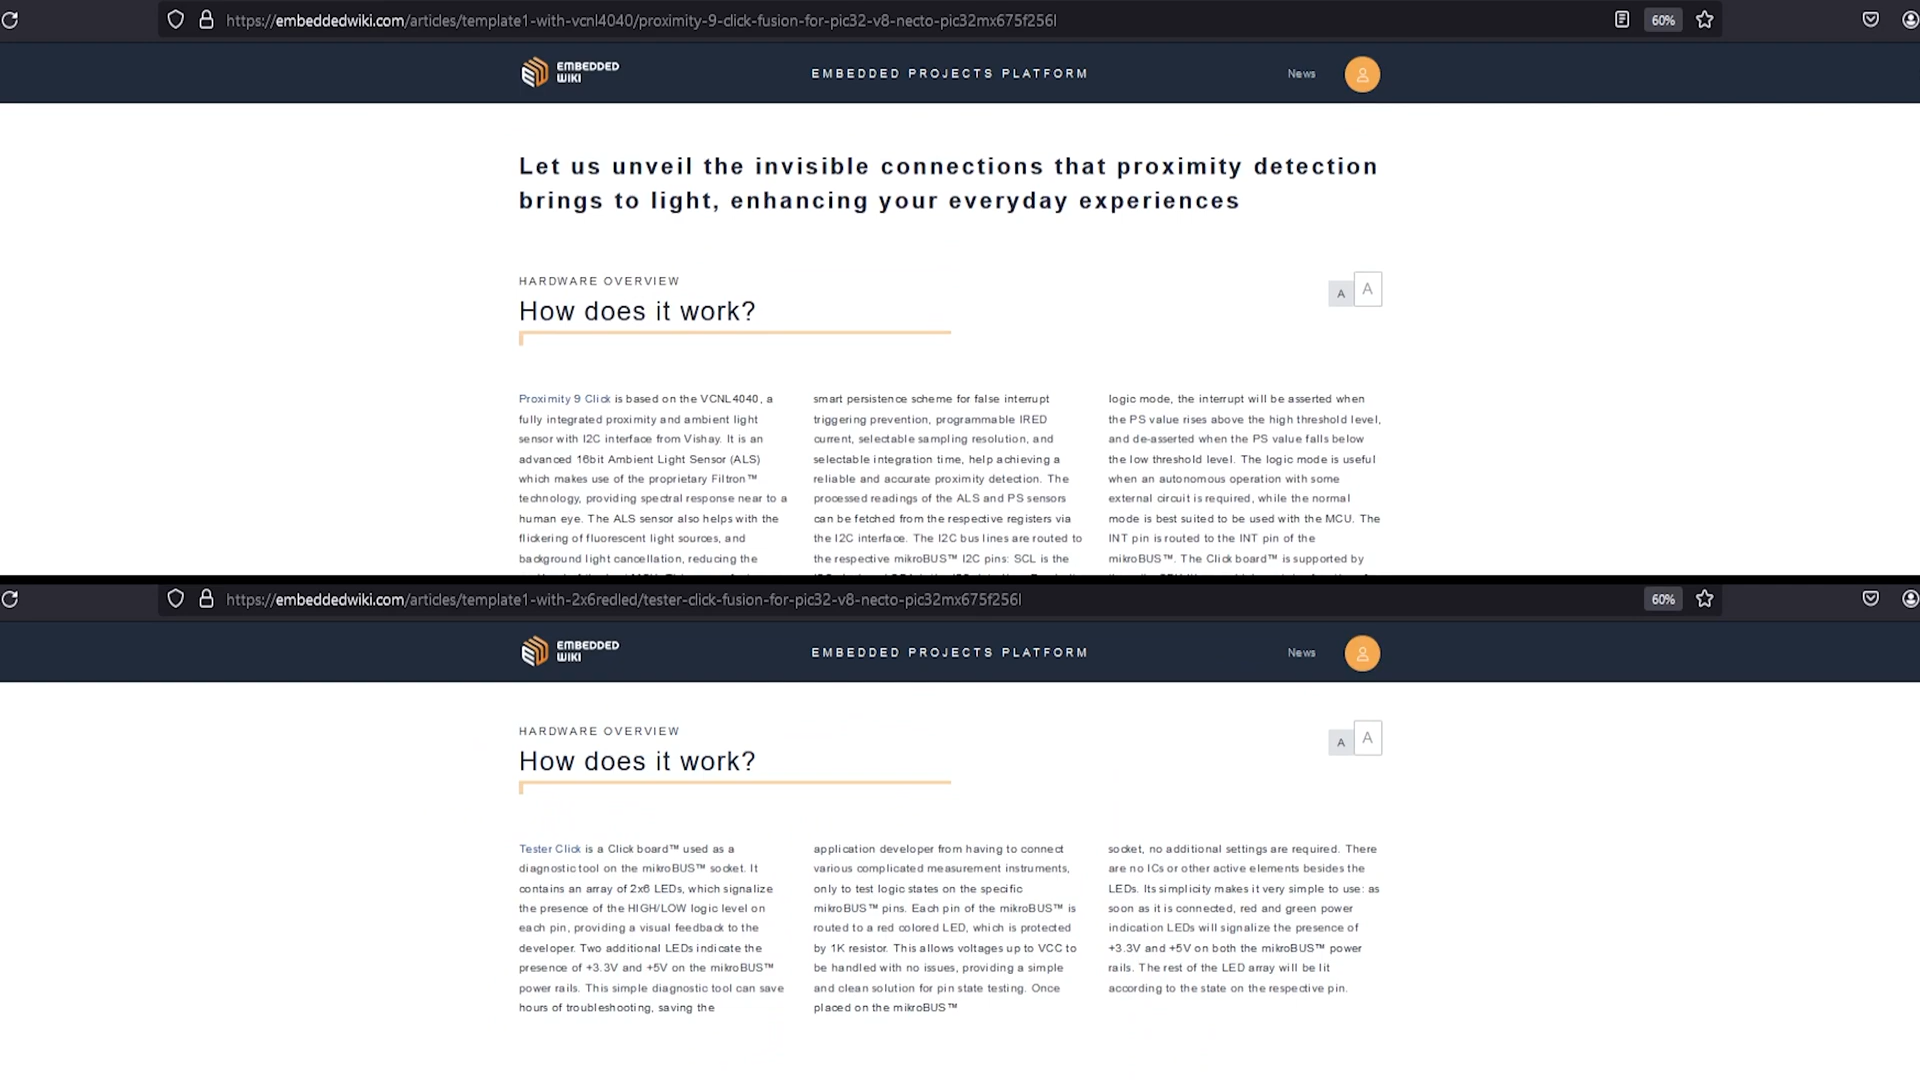 https://embeddedwiki.com/articles/template1-with-vcnl4040/proximity-9-click-fusion-for-pic32-v8-necto-pic32mx675f256l
60%
EMBEDDED
WIKI
EMBEDDED PROJECTS PLATFORM
News
Let us unveil the invisible connections that proximity detection
brings to light, enhancing your everyday experiences
HARDWARE OVERVIEW
How does it work?
A A
Proximity 9 Click is based on the VCNL4040, a
fully integrated proximity and ambient light
sensor with I2C interface from Vishay. It is an
advanced 16bit Ambient Light Sensor (ALS)
which makes use of the proprietary Filtron™
technology, providing spectral response near to a
human eye. The ALS sensor also helps with the
flickering of fluorescent light sources, and
background light cancellation, reducing the
smart persistence scheme for false interrupt
triggering prevention, programmable IRED
current, selectable sampling resolution, and
selectable integration time, help achieving a
reliable and accurate proximity detection. The
processed readings of the ALS and PS sensors
can be fetched from the respective registers via
the I2C interface. The I2C bus lines are routed to
the respective mikroBUS™ I2C pins: SCL is the
logic mode, the interrupt will be asserted when
the PS value rises above the high threshold level,
and de-asserted when the PS value falls below
the low threshold level. The logic mode is useful
when an autonomous operation with some
external circuit is required, while the normal
mode is best suited to be used with the MCU. The
INT pin is routed to the INT pin of the
mikroBUS™. The Click board™ is supported by
https://embeddedwiki.com/articles/template1-with-2x6redled/tester-click-fusion-for-pic32-v8-necto-pic32mx675f256l
60%
EMBEDDED
WIKI
EMBEDDED PROJECTS PLATFORM
News
HARDWARE OVERVIEW
How does it work?
A A
Tester Click is a Click board™ used as a
diagnostic tool on the mikroBUS™ socket. It
contains an array of 2x6 LEDs, which signalize
the presence of the HIGH/LOW logic level on
each pin, providing a visual feedback to the
developer. Two additional LEDs indicate the
presence of +3.3V and +5V on the mikroBUS™
power rails. This simple diagnostic tool can save
hours of troubleshooting, saving the
application developer from having to connect
various complicated measurement instruments,
only to test logic states on the specific
mikroBUS™ pins. Each pin of the mikroBUS™ is
routed to a red colored LED, which is protected
by 1K resistor. This allows voltages up to VCC to
be handled with no issues, providing a simple
and clean solution for pin state testing. Once
placed on the mikroBUS™
socket, no additional settings are required. There
are no ICs or other active elements besides the
LEDs. Its simplicity makes it very simple to use: as
soon as it is connected, red and green power
indication LEDs will signalize the presence of
+3.3V and +5V on both the mikroBUS™ power
rails. The rest of the LED array will be lit
according to the state on the respective pin.